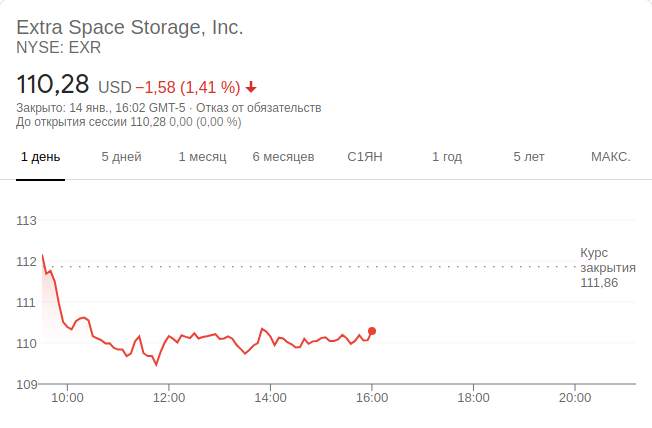 Extra Space Storage, Inc.
NYSE: EXR
110,28 USD −1,58 (1,41 %)
Закрыто: 14 янв., 16:02 GMT-5 · Отказ от обязательств
До открытия сессии 110,28 0,00 (0,00 %)
1 день 5 дней 1 месяц 6 месяцев С1ЯН 1 год 5 лет МАКС.
113
112
111
110
109
Курс
закрытия
111,86
10:00 12:00 14:00 16:00 18:00 20:00